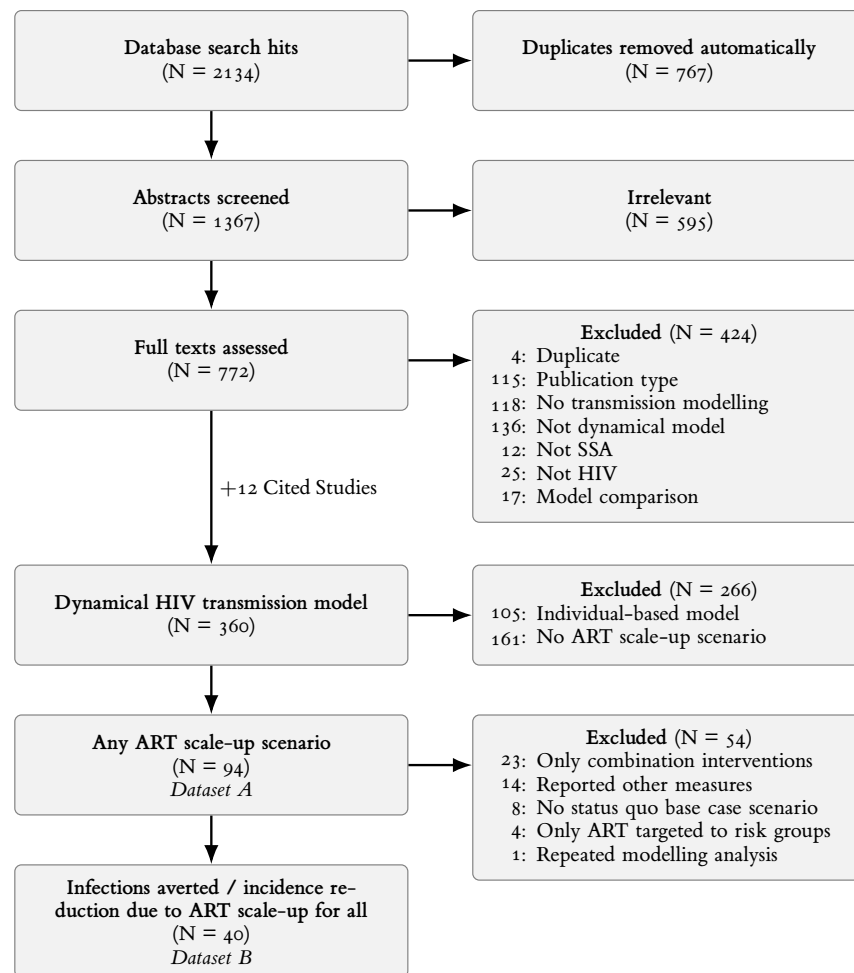 Database search hits
(N = 2134)
Duplicates removed automatically
(N = 767)
Abstracts screened
(N = 1367)
Irrelevant
(N = 595)
Full texts assessed
(N = 772)
Excluded (N = 424)
4: Duplicate
115: Publication type
118: No transmission modelling
136: Not dynamical model
12: Not SSA
25: Not HIV
17: Model comparison
+12 Cited Studies
Dynamical HIV transmission model
(N = 360)
Excluded (N = 266)
105: Individual-based model
161: No ART scale-up scenario
Any ART scale-up scenario
(N = 94)
Dataset A
Excluded (N = 54)
23: Only combination interventions
14: Reported other measures
8: No status quo base case scenario
4: Only ART targeted to risk groups
1: Repeated modelling analysis
Infections averted / incidence re-
duction due to ART scale-up for all
(N = 40)
Dataset B